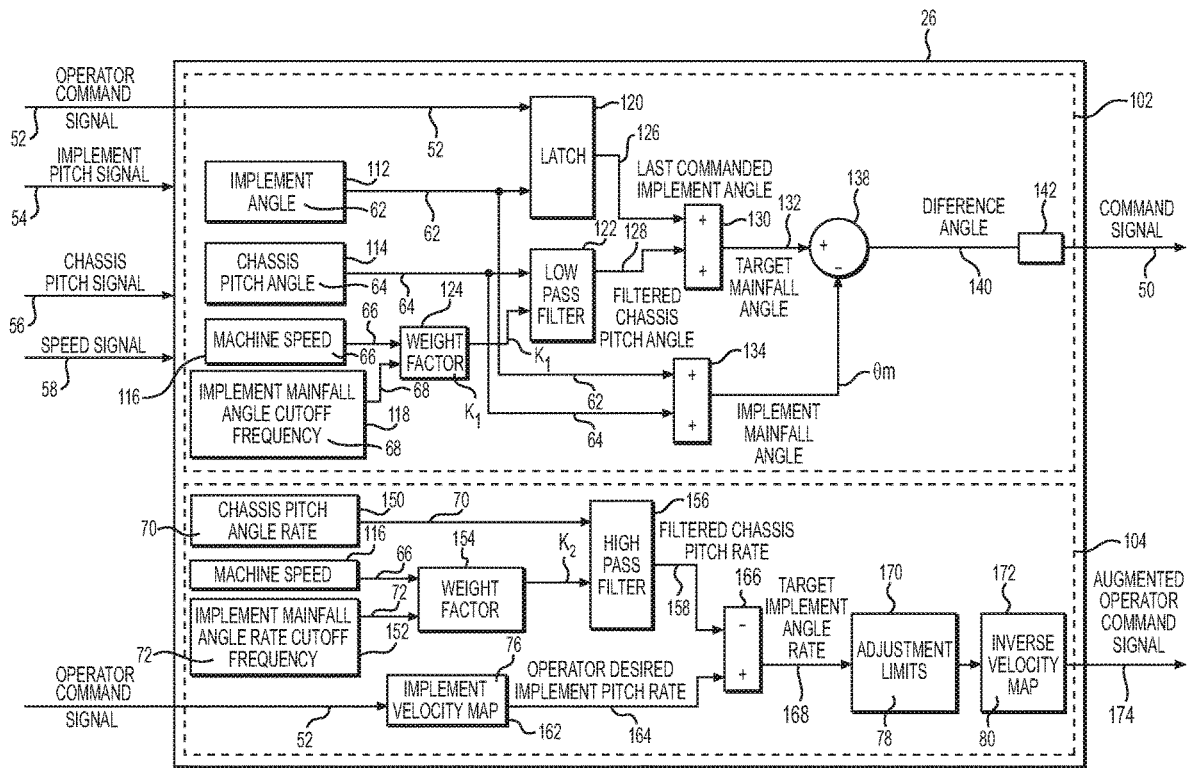 26
OPERATOR
COMMAND
SIGNAL
52
52
120
LATCH
126
102
IMPLEMENT
PITCH SIGNAL
54
IMPLEMENT
ANGLE
62
112
62
LAST COMMANDED
IMPLEMENT ANGLE
130
132
138
+
-
DIFERENCE
ANGLE
140
142
COMMAND
SIGNAL
50
+
+
TARGET
MAINFALL
ANGLE
CHASSIS
PITCH SIGNAL
56
CHASSIS
PITCH ANGLE
64
114
64
122
LOW
PASS
FILTER
128
FILTERED
CHASSIS
PITCH ANGLE
SPEED SIGNAL
58
MACHINE SPEED
66
116
66
124
WEIGHT
FACTOR
K1
K1
68
IMPLEMENT MAINFALL
ANGLE CUTOFF
FREQUENCY
68
118
62
64
134
+
+
θm
IMPLEMENT
MAINFALL
ANGLE
CHASSIS PITCH
ANGLE RATE
70
150
70
156
HIGH
PASS
FILTER
FILTERED CHASSIS
PITCH RATE
158
104
116
MACHINE SPEED
66
154
WEIGHT
FACTOR
K2
IMPLEMENT MAINFALL
ANGLE RATE CUTOFF
FREQUENCY
72
72
152
166
-
+
TARGET
IMPLEMENT
ANGLE
RATE
168
170
ADJUSTMENT
LIMITS
78
172
INVERSE
VELOCITY
MAP
80
AUGMENTED
OPERATOR
COMMAND
SIGNAL
174
OPERATOR
COMMAND
SIGNAL
52
76
IMPLEMENT
VELOCITY MAP
162
OPERATOR DESIRED
IMPLEMENT PITCH RATE
164